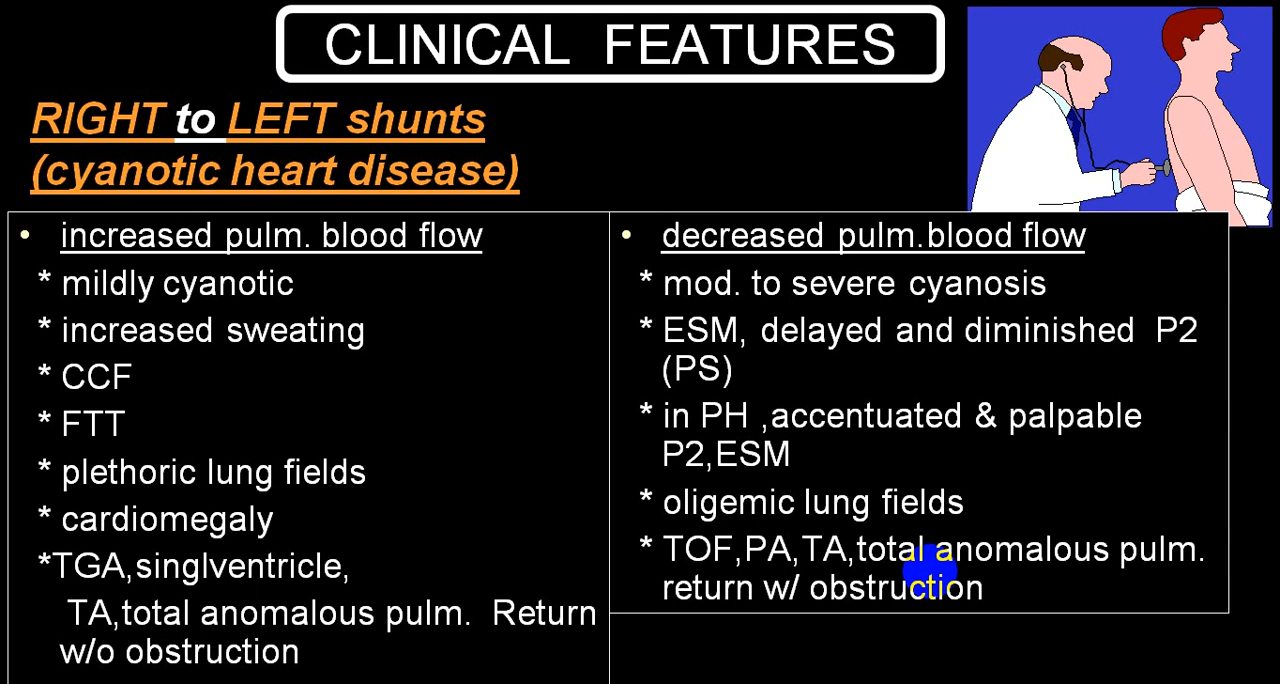 CLINICAL FEATURES
RIGHT to LEFT shunts
(cyanotic heart disease)
• increased pulm. blood flow
* mildly cyanotic
* increased sweating
* CCF
* FTT
* plethoric lung fields
* cardiomegaly
*TGA,singlventricle,
TA,total anomalous pulm. Return
w/o obstruction
• decreased pulm.blood flow
* mod. to severe cyanosis
* ESM, delayed and diminished P2
(PS)
* in PH ,accentuated & palpable
P2,ESM
* oligemic lung fields
* TOF,PA,TA,total anomalous pulm.
return w/ obstruction